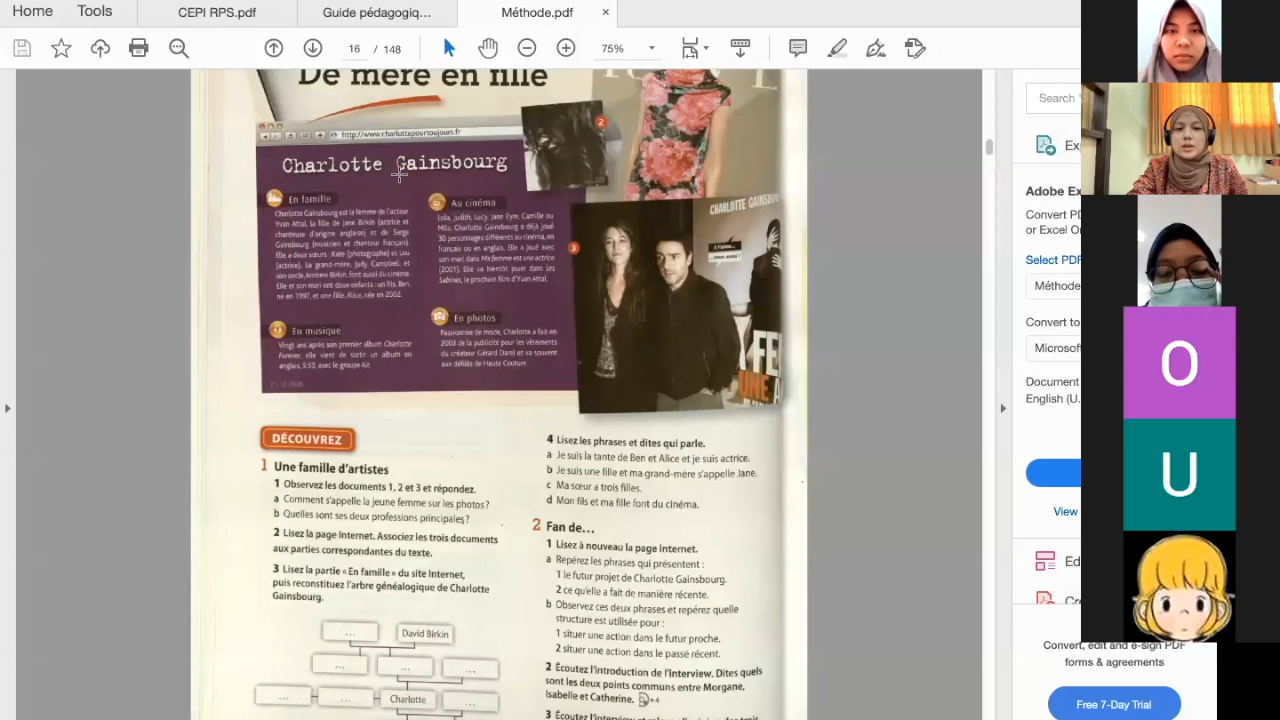 Home
Tools
CEPI RPS.pdf
Guide pédagogiq...
Méthode.pdf
×
16 / 148
75%
De mère en fille
http://www.charlottepourtoujours.fr
2
Charlotte Gainsbourg
En famille
Charlotte Gainsbourg est la femme de l'acteur
Yvan Attal, la fille de Jane Birkin (actrice et
chanteuse d'origine anglaise) et de Serge
Gainsbourg (musicien et chanteur français).
Elle a deux sœurs : Kate (photographe) et Lou
(actrice). Sa grand-mère, Judy Campbell, et
son oncle, Andrew Birkin, font aussi du cinéma.
Elle et son mari ont deux enfants : un fils, Ben,
né en 1997, et une fille, Alice, née en 2002.
Au cinéma
Lola, Judith, Lucy, Jane Eyre, Camille ou
Mila, Charlotte Gainsbourg a déjà joué
30 personnages différents au cinéma, en
français ou en anglais. Elle a joué avec
son mari dans Ma femme est une actrice
(2001). Elle va bientôt jouer dans Les
Sabines, le prochain film d'Yvan Attal.
En musique
Vingt ans après son premier album Charlotte
Forever, elle vient de sortir un album en
anglais, 5:55, avec le groupe Air.
En photos
Passionnée de mode, Charlotte a fait en
2003 de la publicité pour les vêtements
du créateur Gérard Darel et va souvent
aux défilés de Haute Couture.
3
CHARLOTTE GAINSBOU
DÉCOUVREZ
1 Une famille d'artistes
1 Observez les documents 1, 2 et 3 et répondez.
a Comment s'appelle la jeune femme sur les photos ?
b Quelles sont ses deux professions principales ?
2 Lisez la page Internet. Associez les trois documents
aux parties correspondantes du texte.
3 Lisez la partie « En famille » du site Internet,
puis reconstituez l'arbre généalogique de Charlotte
Gainsbourg.
... David Birkin
... ... ...
... ... Charlotte ...
4 Lisez les phrases et dites qui parle.
a Je suis la tante de Ben et Alice et je suis actrice.
b Je suis une fille et ma grand-mère s'appelle Jane.
c Ma sœur a trois filles.
d Mon fils et ma fille font du cinéma.
2 Fan de...
1 Lisez à nouveau la page Internet.
a Repérez les phrases qui présentent :
1 le futur projet de Charlotte Gainsbourg.
2 ce qu'elle a fait de manière récente.
b Observez ces deux phrases et repérez quelle
structure est utilisée pour :
1 situer une action dans le futur proche.
2 situer une action dans le passé récent.
2 Écoutez l'introduction de l'interview. Dites quels
sont les deux points communs entre Morgane,
Isabelle et Catherine.
Search
Ex
Adobe Ex
Convert PD
or Excel On
Select PDF
Méthode
Convert to
Microsof
Document
English (U.
View
Ed
Convert, edit and e-sign PDF
forms & agreements
Free 7-Day Trial
O
U